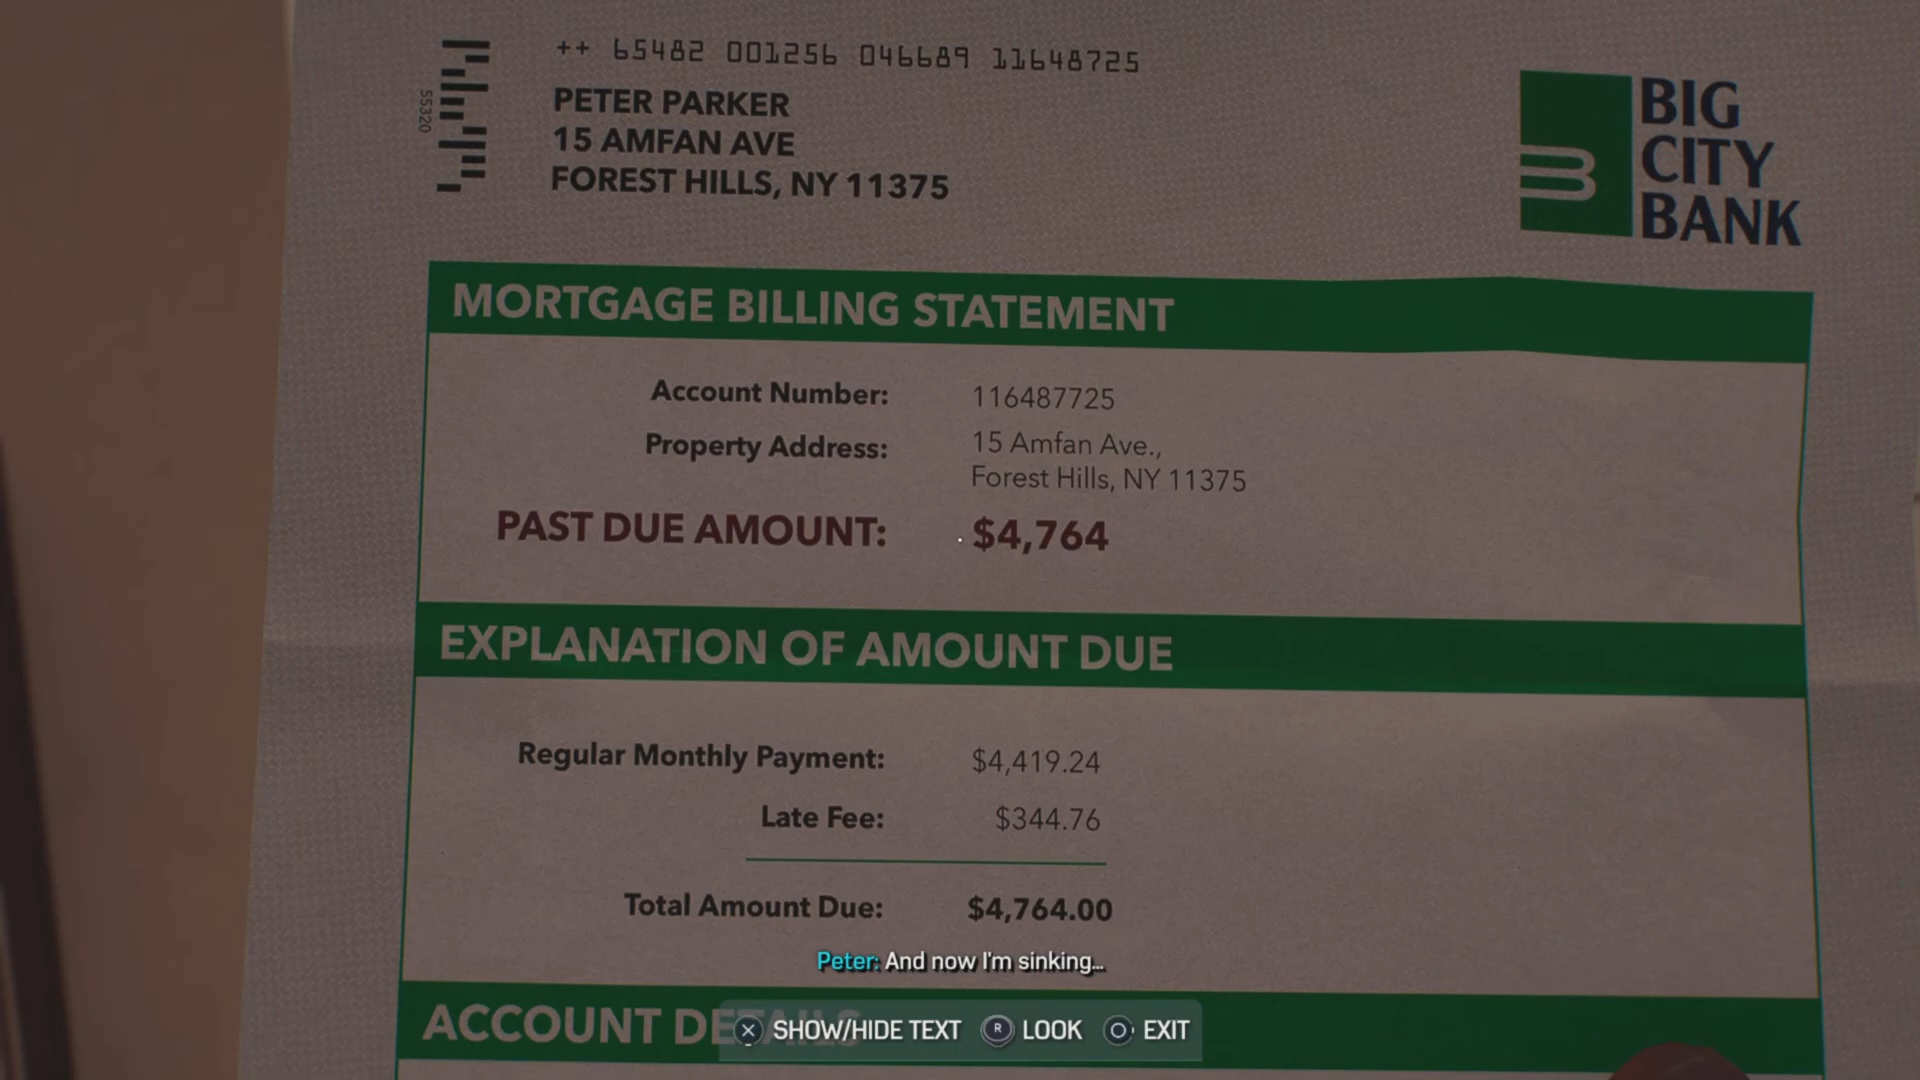 ++ 65482 001256 046689 11648725
55320
PETER PARKER
15 AMFAN AVE
FOREST HILLS, NY 11375
BIG
CITY
BANK
MORTGAGE BILLING STATEMENT
Account Number: 116487725
Property Address: 15 Amfan Ave.,
Forest Hills, NY 11375
PAST DUE AMOUNT: $4,764
EXPLANATION OF AMOUNT DUE
Regular Monthly Payment: $4,419.24
Late Fee: $344.76
Total Amount Due: $4,764.00
Peter: And now I'm sinking...
ACCOUNT DETAILS
SHOW/HIDE TEXT R LOOK EXIT